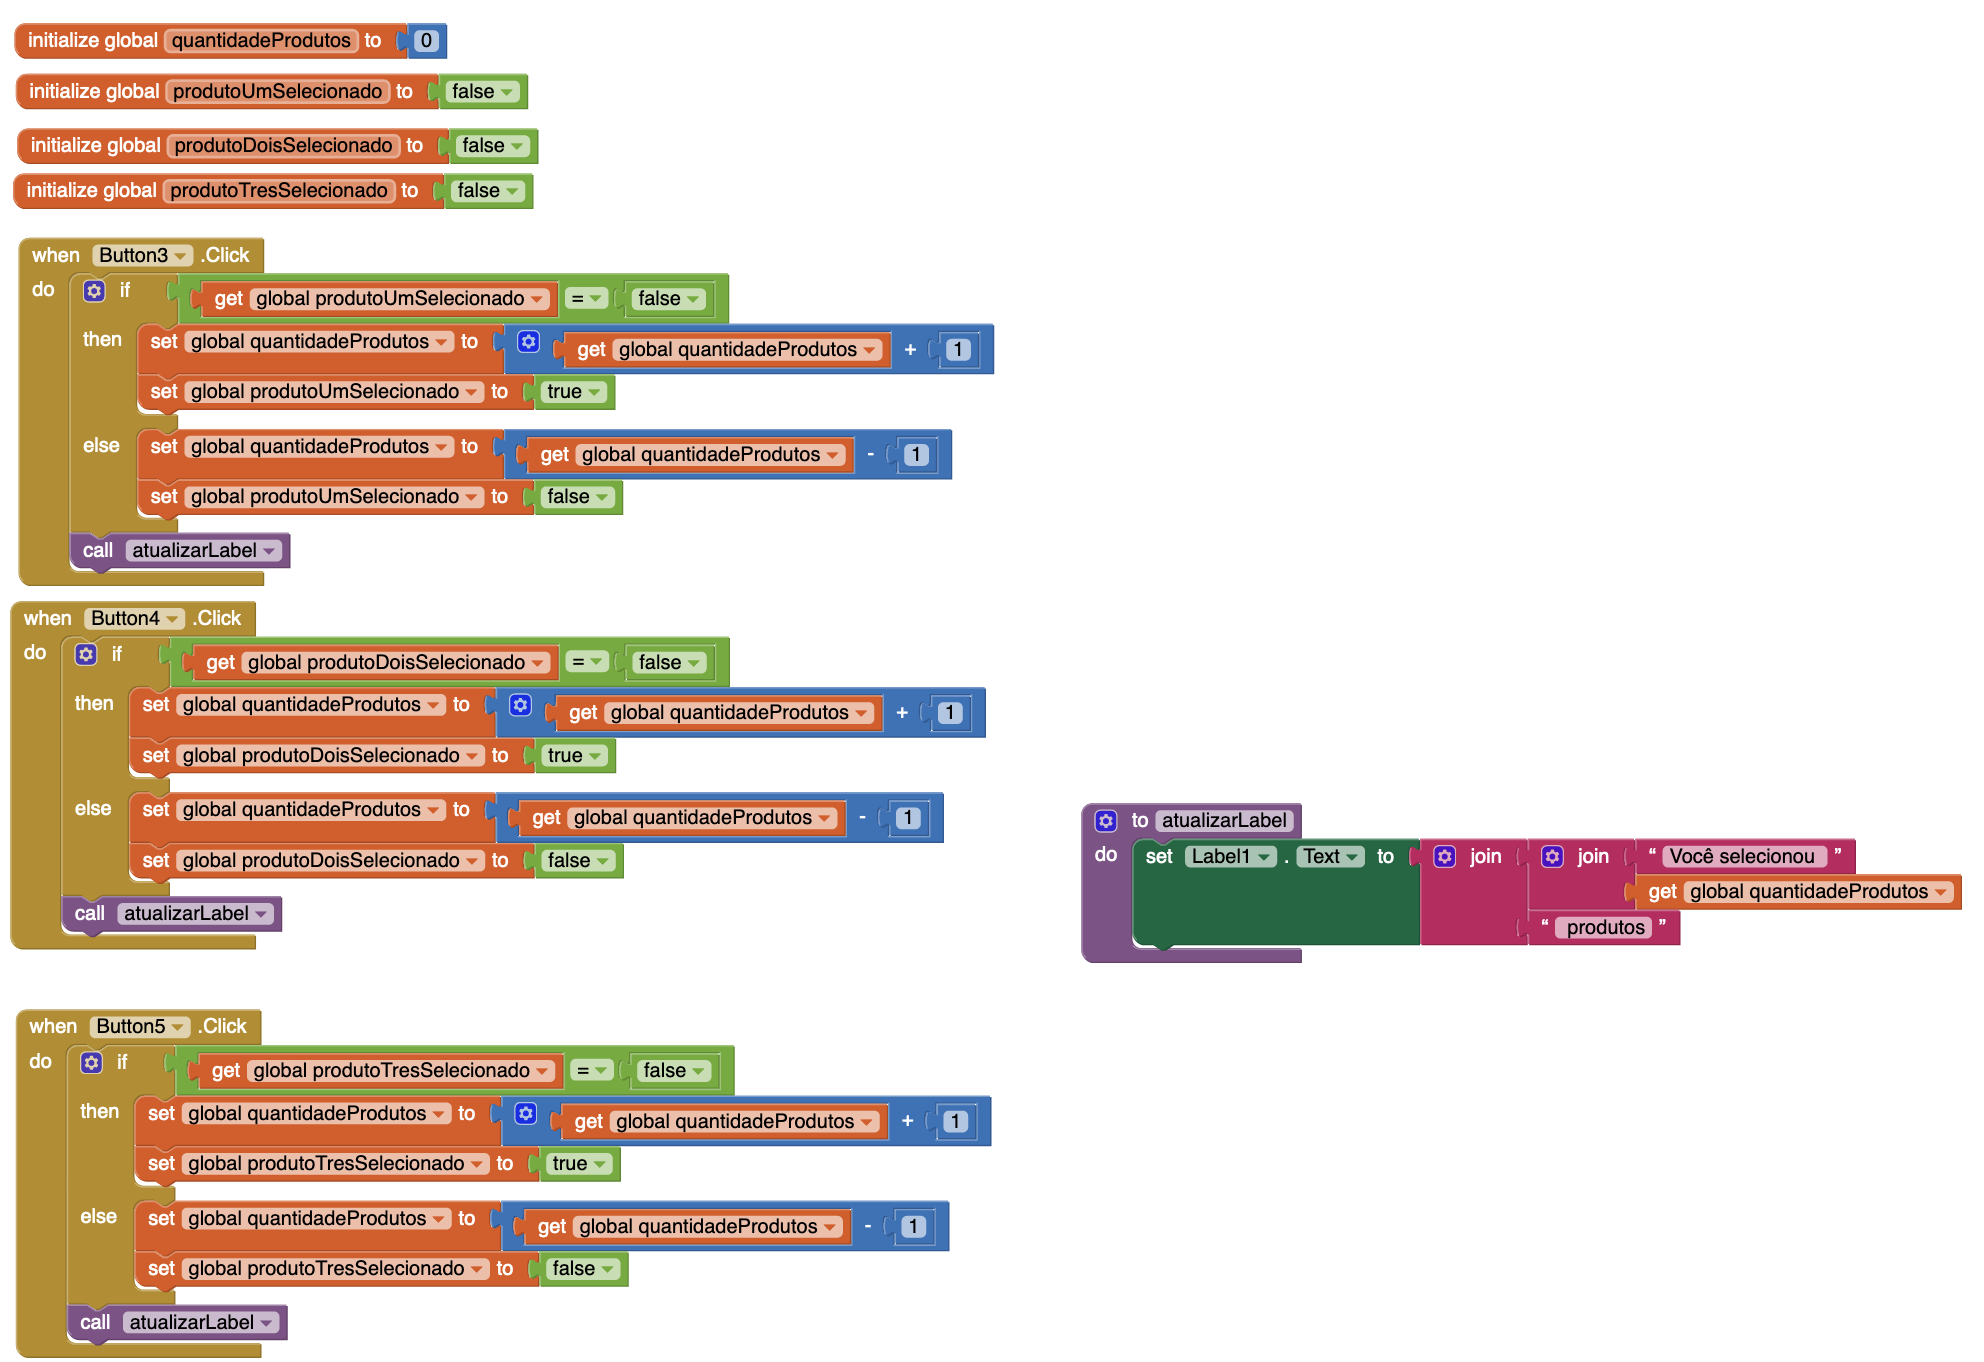 initialize global quantidadeProdutos to 0
initialize global produtoUmSelecionado to false
initialize global produtoDoisSelecionado to false
initialize global produtoTresSelecionado to false
when Button3 .Click
do if get global produtoUmSelecionado = false
then set global quantidadeProdutos to get global quantidadeProdutos + 1
set global produtoUmSelecionado to true
else set global quantidadeProdutos to get global quantidadeProdutos - 1
set global produtoUmSelecionado to false
call atualizarLabel
when Button4 .Click
do if get global produtoDoisSelecionado = false
then set global quantidadeProdutos to get global quantidadeProdutos + 1
set global produtoDoisSelecionado to true
else set global quantidadeProdutos to get global quantidadeProdutos - 1
set global produtoDoisSelecionado to false
call atualizarLabel
to atualizarLabel
do set Label1 . Text to join join “ Você selecionou ”
get global quantidadeProdutos
“ produtos ”
when Button5 .Click
do if get global produtoTresSelecionado = false
then set global quantidadeProdutos to get global quantidadeProdutos + 1
set global produtoTresSelecionado to true
else set global quantidadeProdutos to get global quantidadeProdutos - 1
set global produtoTresSelecionado to false
call atualizarLabel